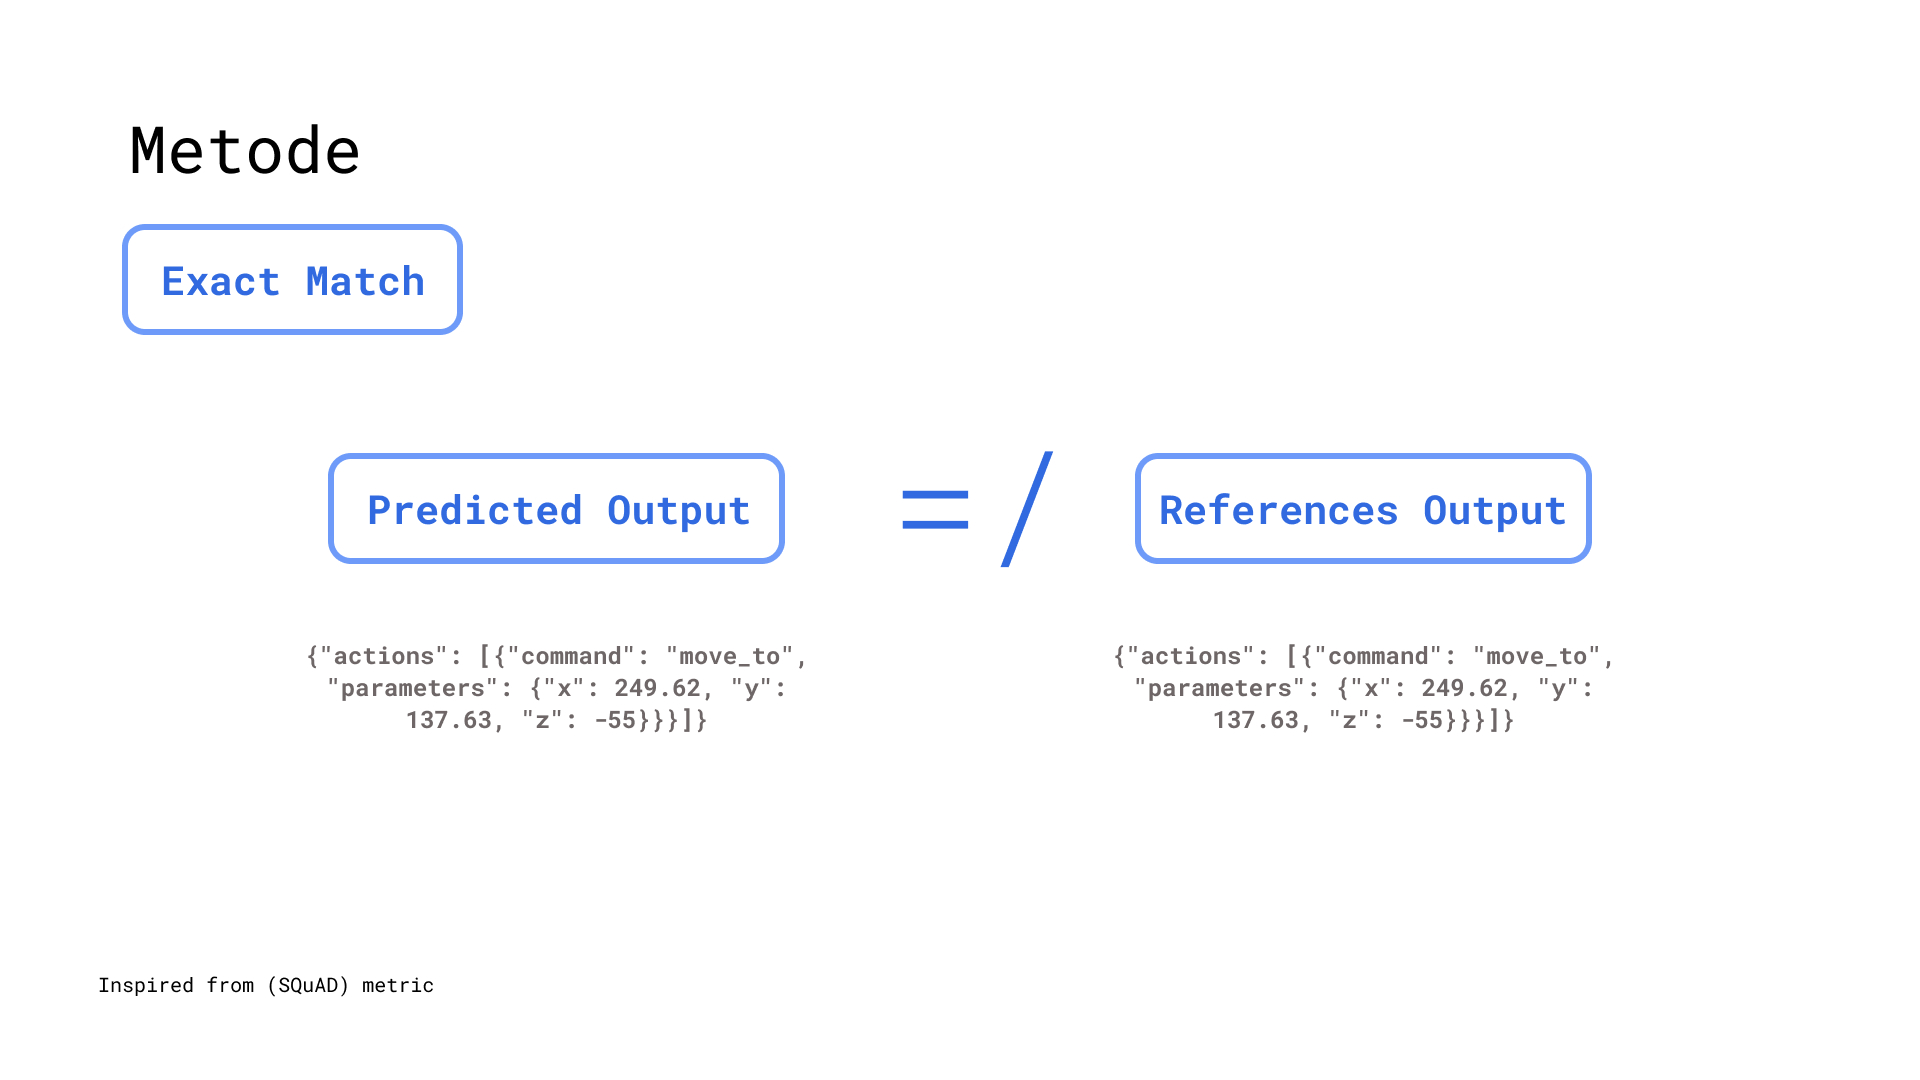 Metode
Exact Match
Predicted Output
=/
References Output
{"actions": [{"command": "move_to",
"parameters": {"x": 249.62, "y":
137.63, "z": -55}}}]}
{"actions": [{"command": "move_to",
"parameters": {"x": 249.62, "y":
137.63, "z": -55}}}]}
Inspired from (SQuAD) metric